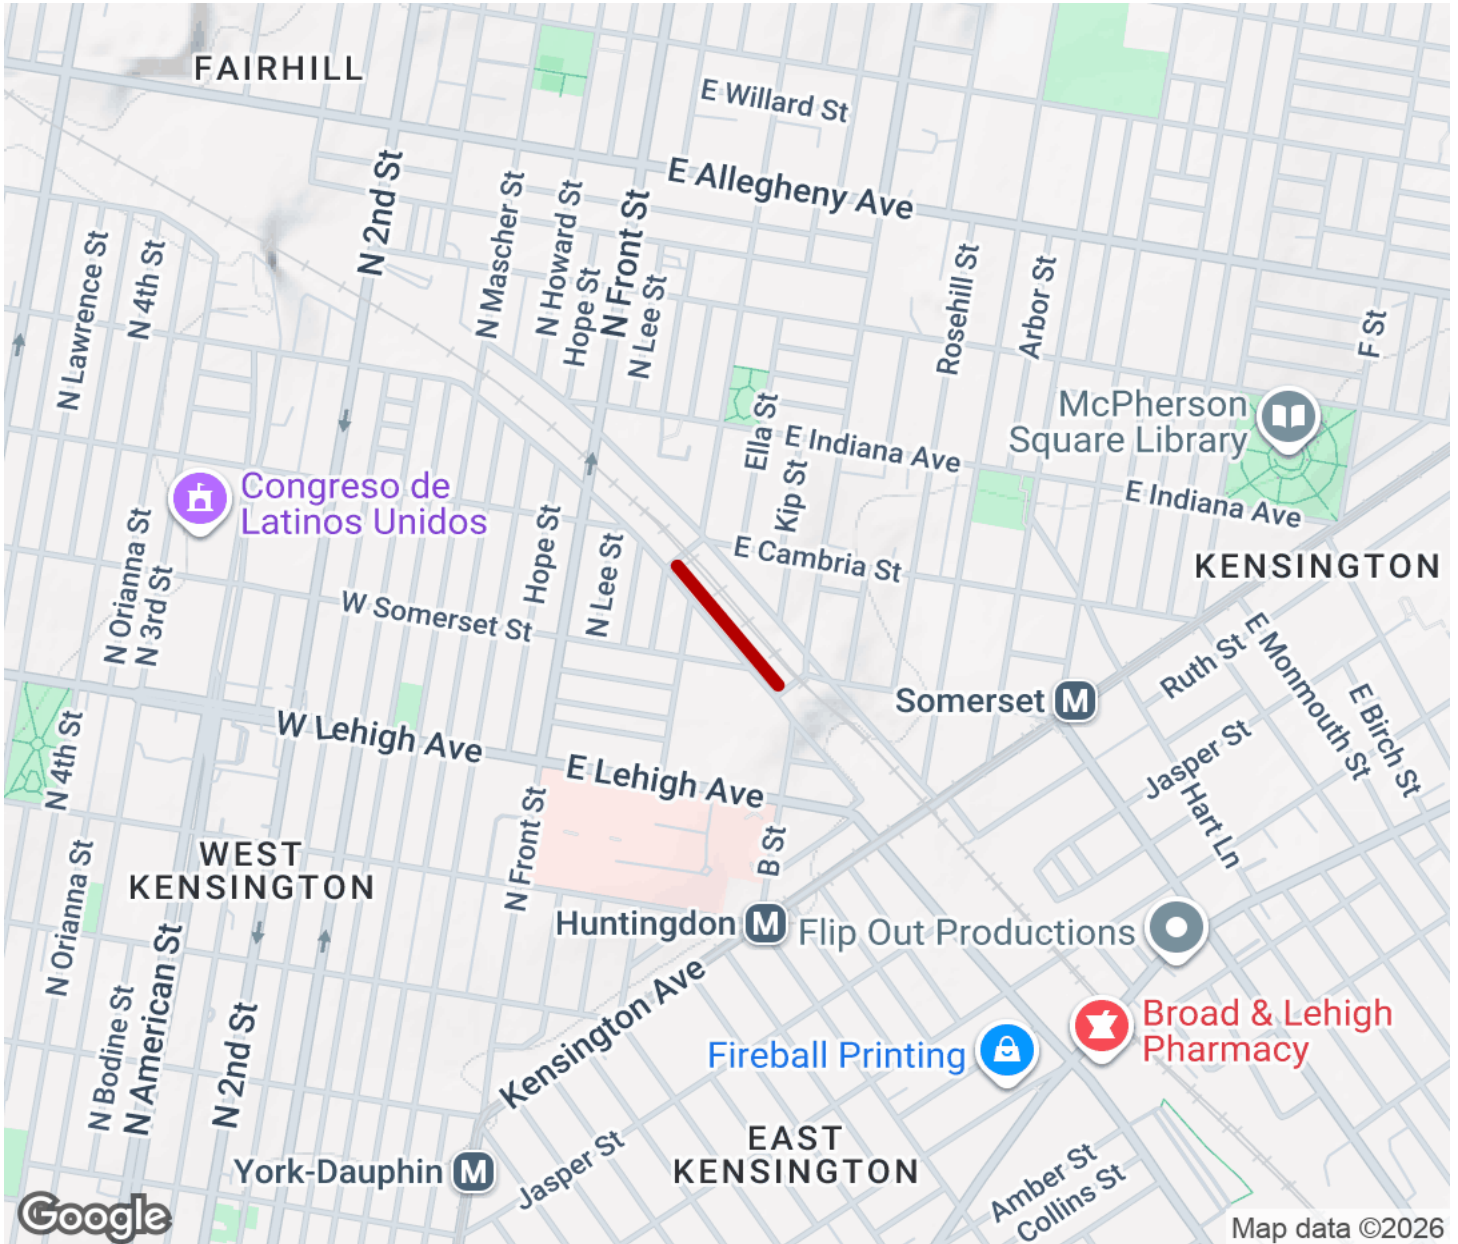 FAIRHILL
E Willard St
E Allegheny Ave
N 2nd St
N Mascher St
N Howard St
Hope St
N Front St
N Lee St
N Lawrence St
N 4th St
Rosehill St
Arbor St
F St
McPherson
Square Library
Ella St
E Indiana Ave
Kip St
E Indiana Ave
Congreso de
Latinos Unidos
Hope St
N Lee St
E Cambria St
KENSINGTON
N Orianna St
N 3rd St
W Somerset St
E Monmouth St
Ruth St
E Birch St
Somerset M
N 4th St
W Lehigh Ave
E Lehigh Ave
Jasper St
Hart Ln
N Front St
B St
WEST
KENSINGTON
N Orianna St
Huntingdon M
Flip Out Productions
N American St
N Bodine St
N 2nd St
Kensington Ave
Broad & Lehigh
Pharmacy
Fireball Printing
EAST
KENSINGTON
York-Dauphin M
Jasper St
Amber St
Collins St
Google
Map data ©2026